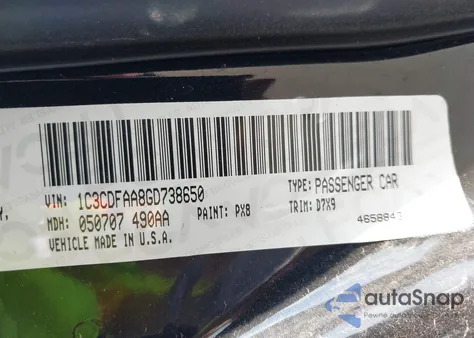 VIN: 1C3CDFAA8GD738650 TYPE: PASSENGER CAR
MDH: 050707 490AA PAINT: PX8 TRIM: D7X9
VEHICLE MADE IN U.S.A. 4658843
autoSnap